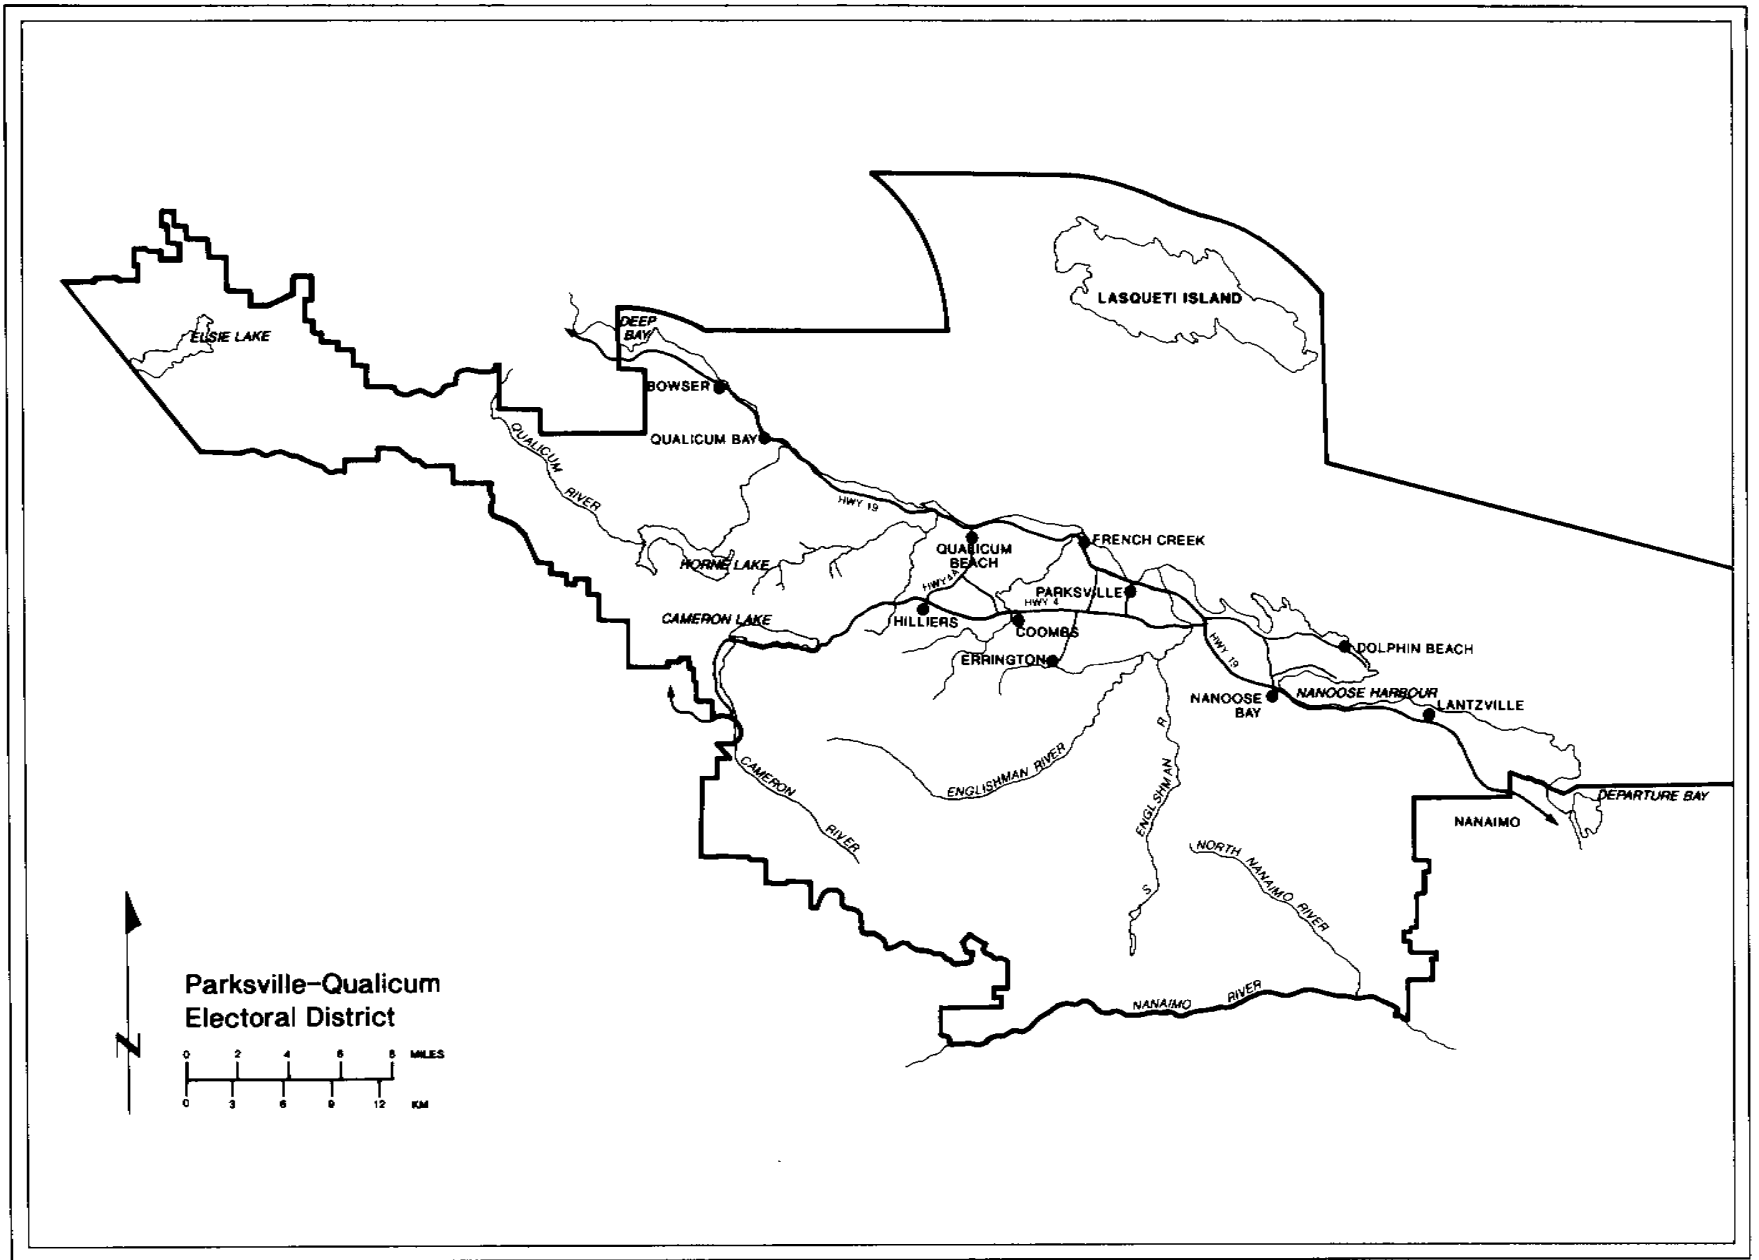 LASQUETI ISLAND
DEEP
BAY
ELSIE LAKE
BOWSER
QUALICUM BAY
QUALICUM
RIVER
HWY 19
QUALICUM
BEACH
FRENCH CREEK
HORNE LAKE
HWY 4A
PARKSVILLE
HWY 4
CAMERON LAKE
HILLIERS
COOMBS
ERRINGTON
HWY 19
DOLPHIN BEACH
NANOOSE
BAY
NANOOSE HARBOUR
LANTZVILLE
CAMERON
RIVER
ENGLISHMAN RIVER
S ENGLSHMAN R
DEPARTURE BAY
NANAIMO
NORTH NANAIMO RIVER
NANAIMO RIVER
Parksville-Qualicum
Electoral District
0 2 4 6 8 MILES
0 3 6 9 12 KM
N